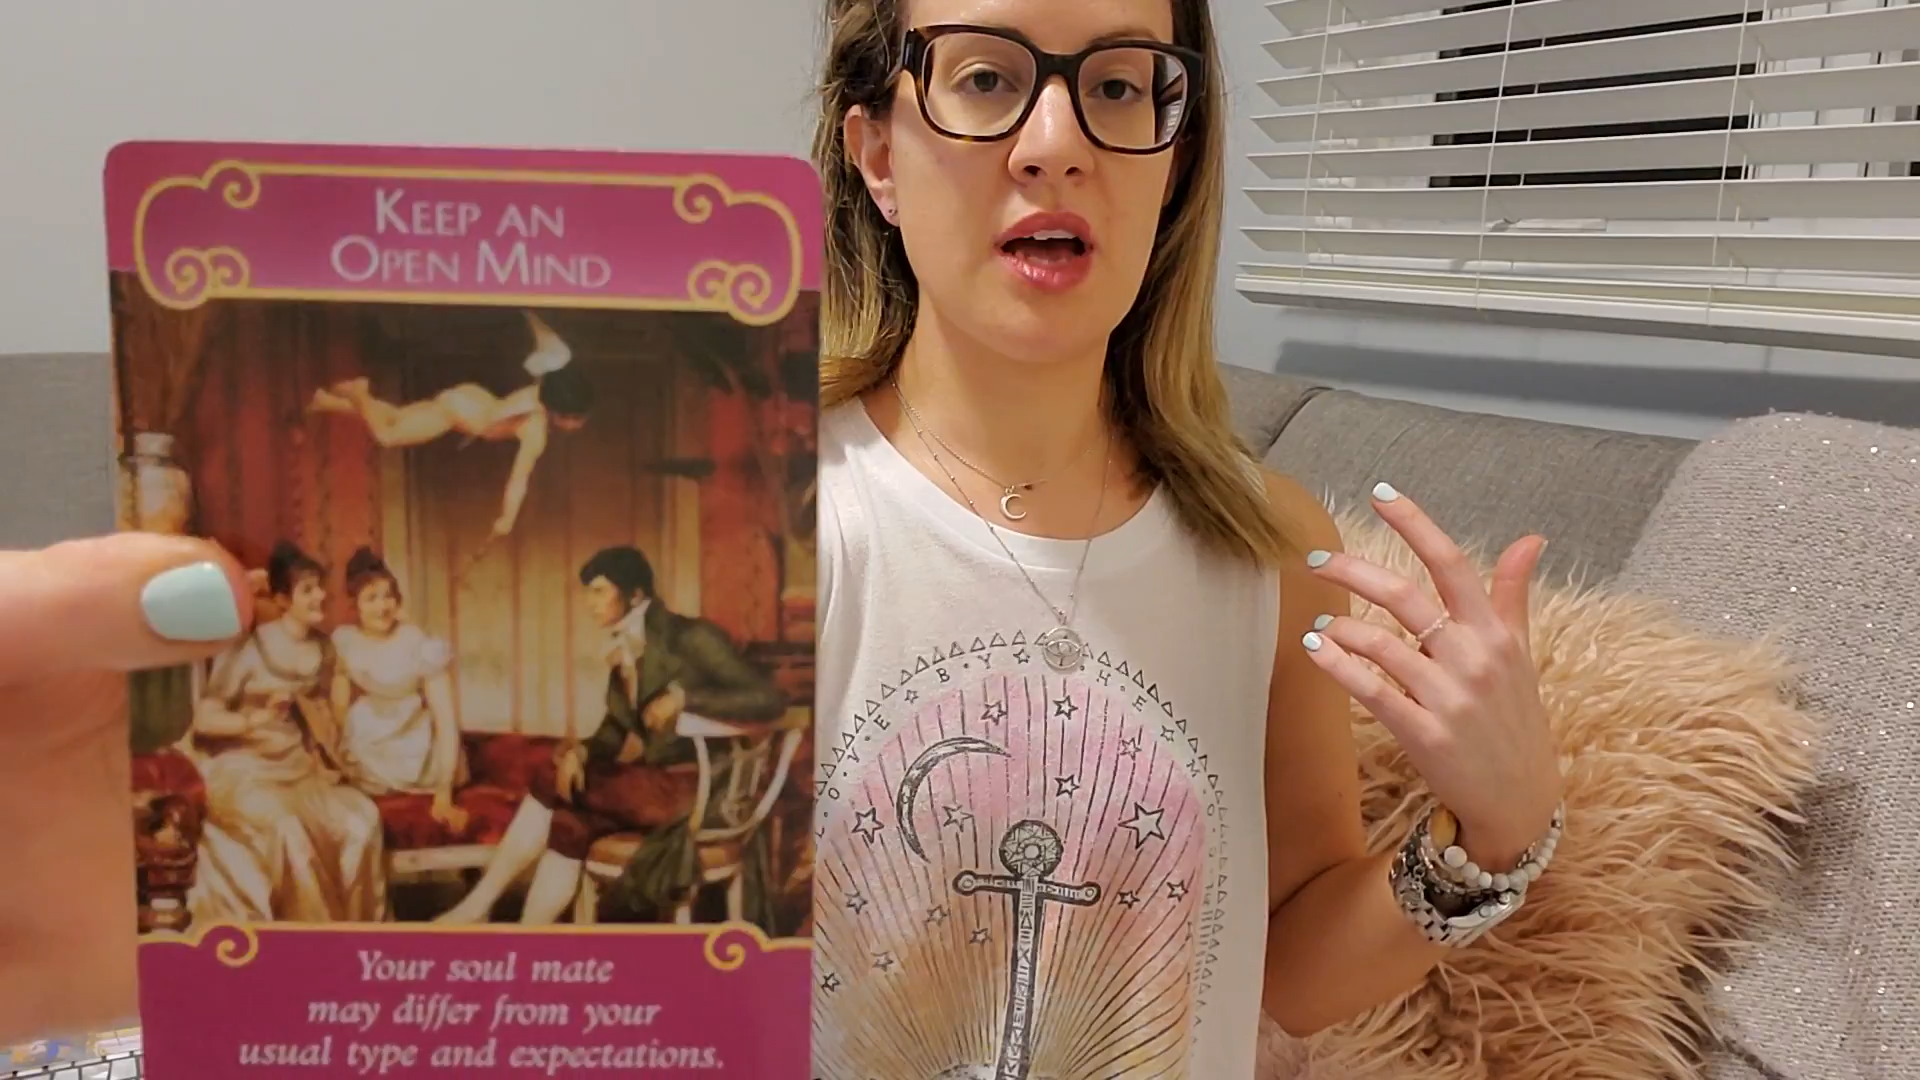 KEEP AN
OPEN MIND
Your soul mate
may differ from your
usual type and expectations.
L·O·V·E ☆ B·Y ☆ T·H·E ☆ M·O·O